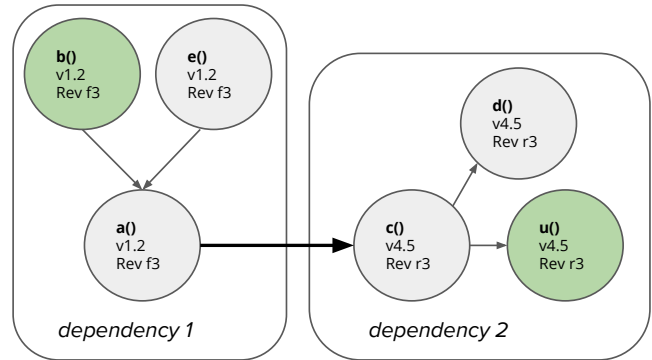 b()
v1.2
Rev f3
e()
v1.2
Rev f3
a()
v1.2
Rev f3
dependency 1
d()
v4.5
Rev r3
c()
v4.5
Rev r3
u()
v4.5
Rev r3
dependency 2